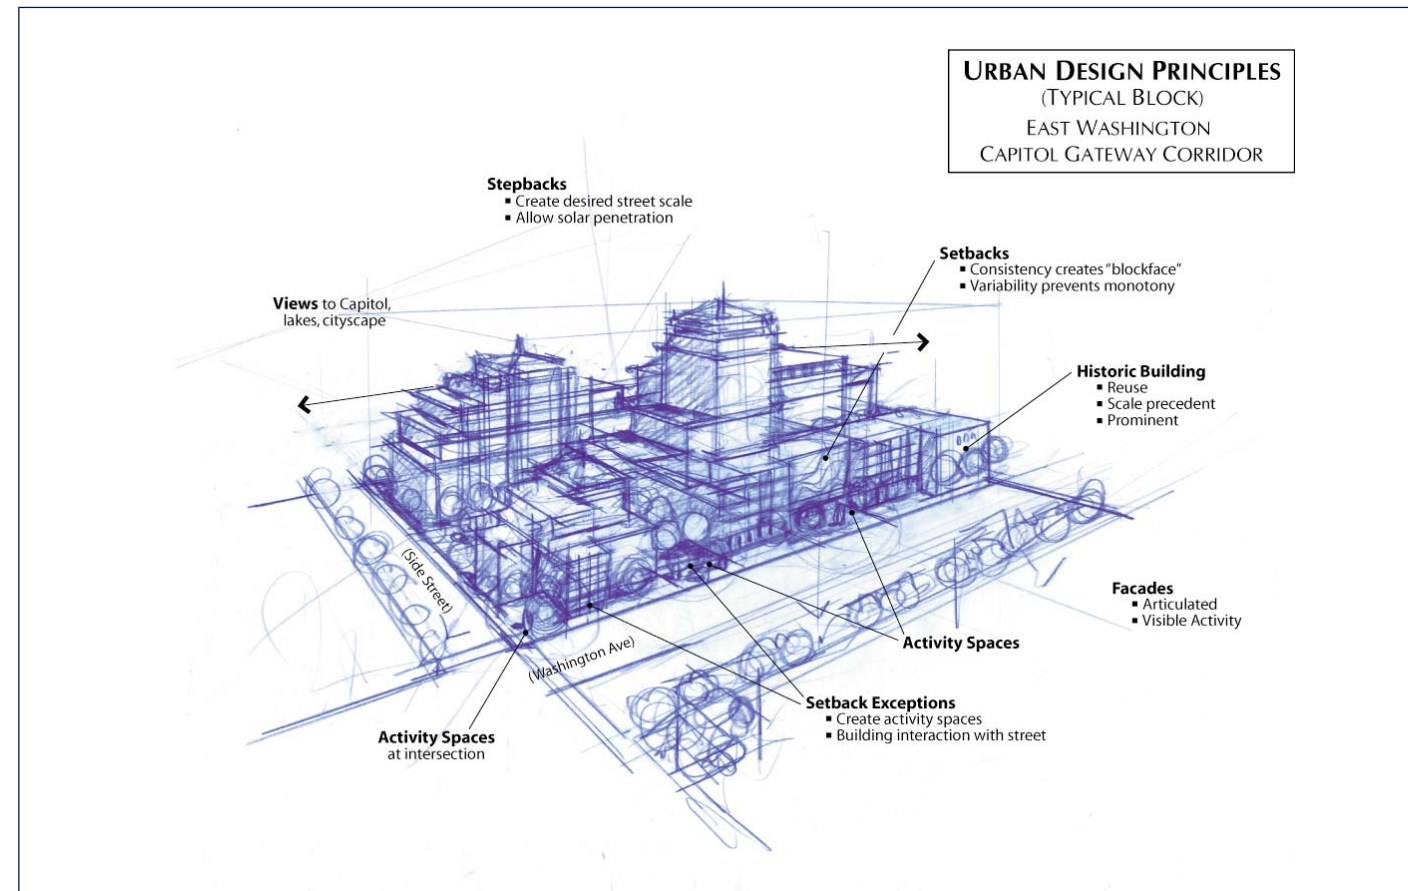 URBAN DESIGN PRINCIPLES
(TYPICAL BLOCK)
EAST WASHINGTON
CAPITOL GATEWAY CORRIDOR
Stepbacks
▪ Create desired street scale
▪ Allow solar penetration
Setbacks
▪ Consistency creates “blockface”
▪ Variability prevents monotony
Views to Capitol,
lakes, cityscape
Historic Building
▪ Reuse
▪ Scale precedent
▪ Prominent
(Side Street)
Facades
▪ Articulated
▪ Visible Activity
Activity Spaces
(Washington Ave)
Setback Exceptions
▪ Create activity spaces
▪ Building interaction with street
Activity Spaces
at intersection